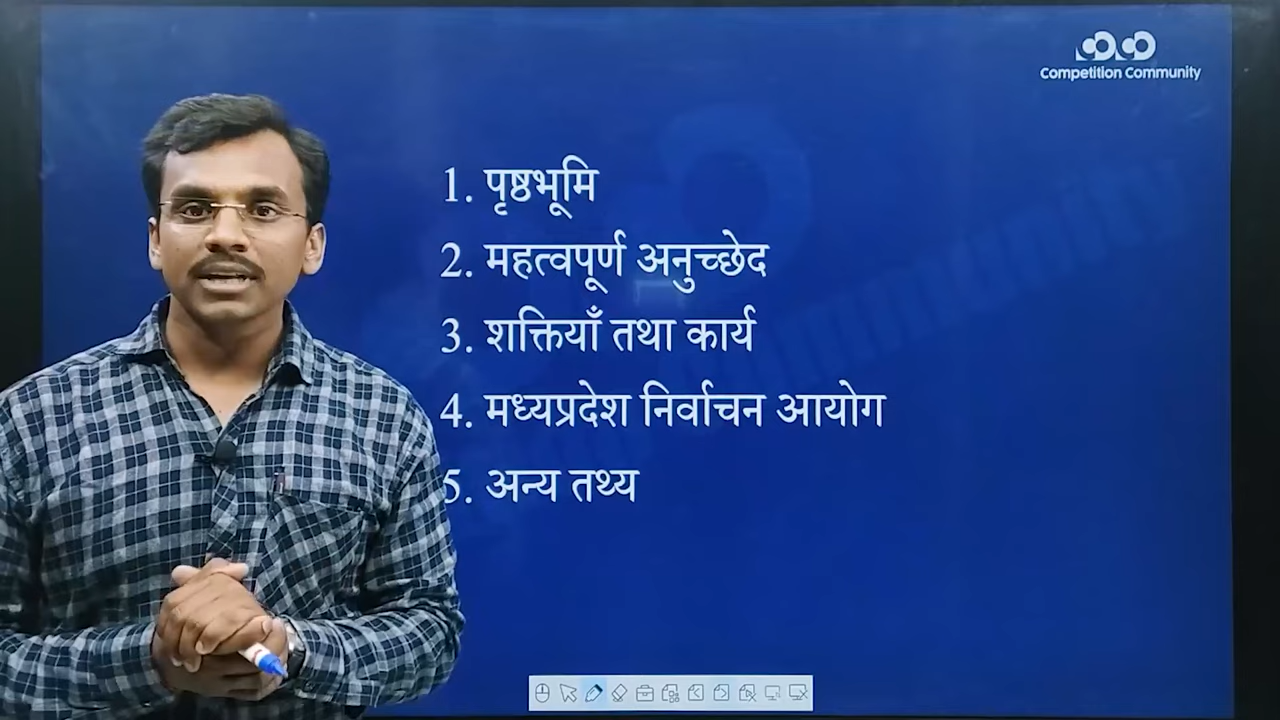 Competition Community
1. पृष्ठभूमि
2. महत्वपूर्ण अनुच्छेद
3. शक्तियाँ तथा कार्य
4. मध्यप्रदेश निर्वाचन आयोग
5. अन्य तथ्य